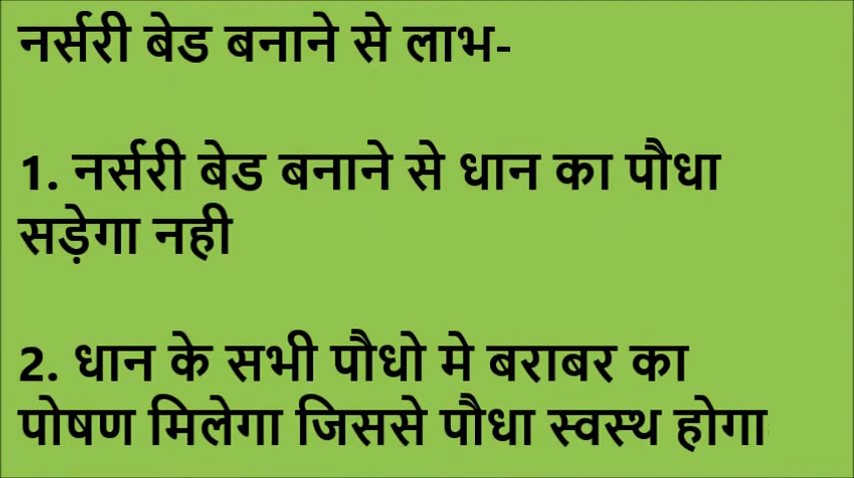 नर्सरी बेड बनाने से लाभ-
1. नर्सरी बेड बनाने से धान का पौधा
सड़ेगा नही
2. धान के सभी पौधो मे बराबर का
पोषण मिलेगा जिससे पौधा स्वस्थ होगा